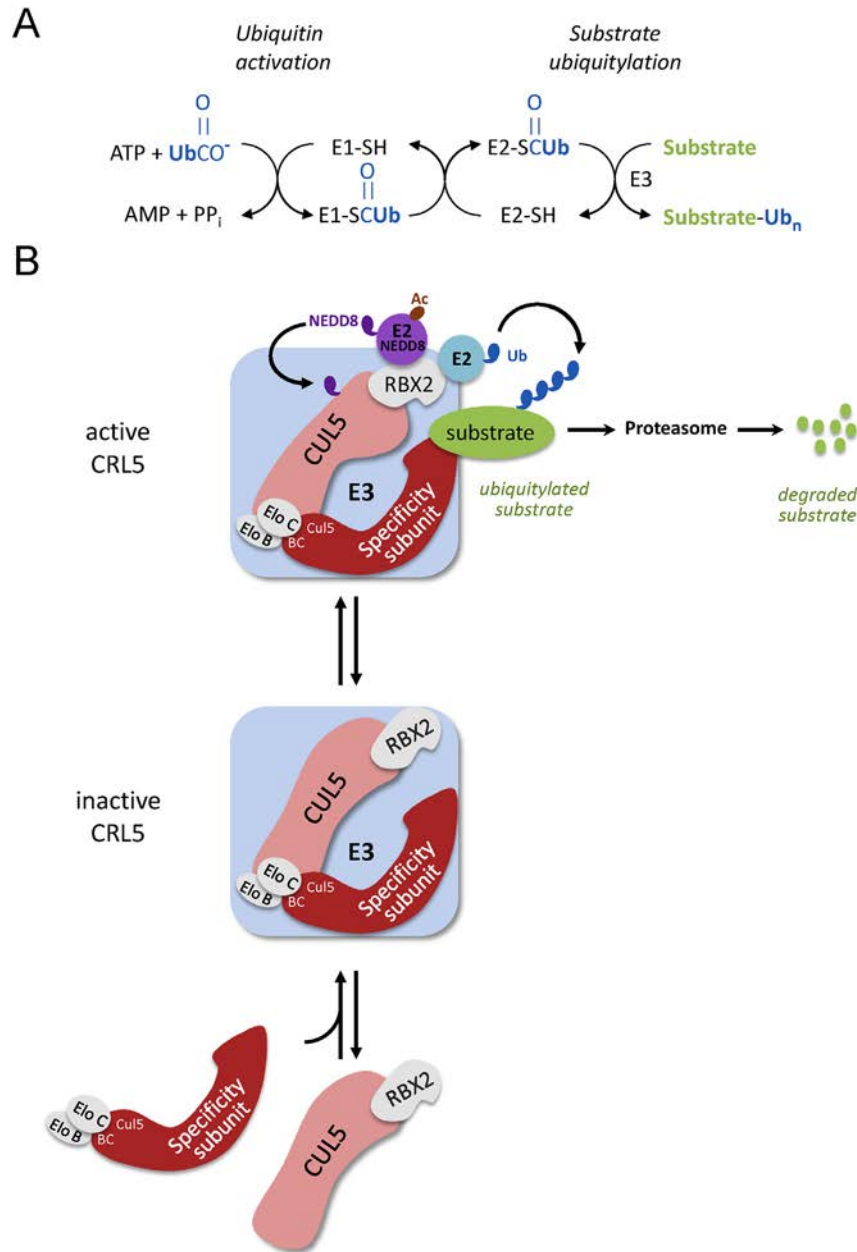 A
Ubiquitin
activation
Substrate
ubiquitylation
O
O
ATP + UbCO-
E1-SH
E2-SCUb
Substrate
O
E3
AMP + PPi
E1-SCUb
E2-SH
Substrate-Ubn
B
Ac
NEDD8
E2
NEDD8
E2
Ub
RBX2
active
CRL5
CUL5
substrate
Proteasome
E3
ubiquitylated
substrate
degraded
substrate
Elo C
Elo B
Cul5
BC
Specificity
subunit
RBX2
inactive
CRL5
CUL5
E3
Elo C
Elo B
Cul5
BC
Specificity
subunit
RBX2
Elo C
Elo B
Cul5
BC
Specificity
subunit
CUL5